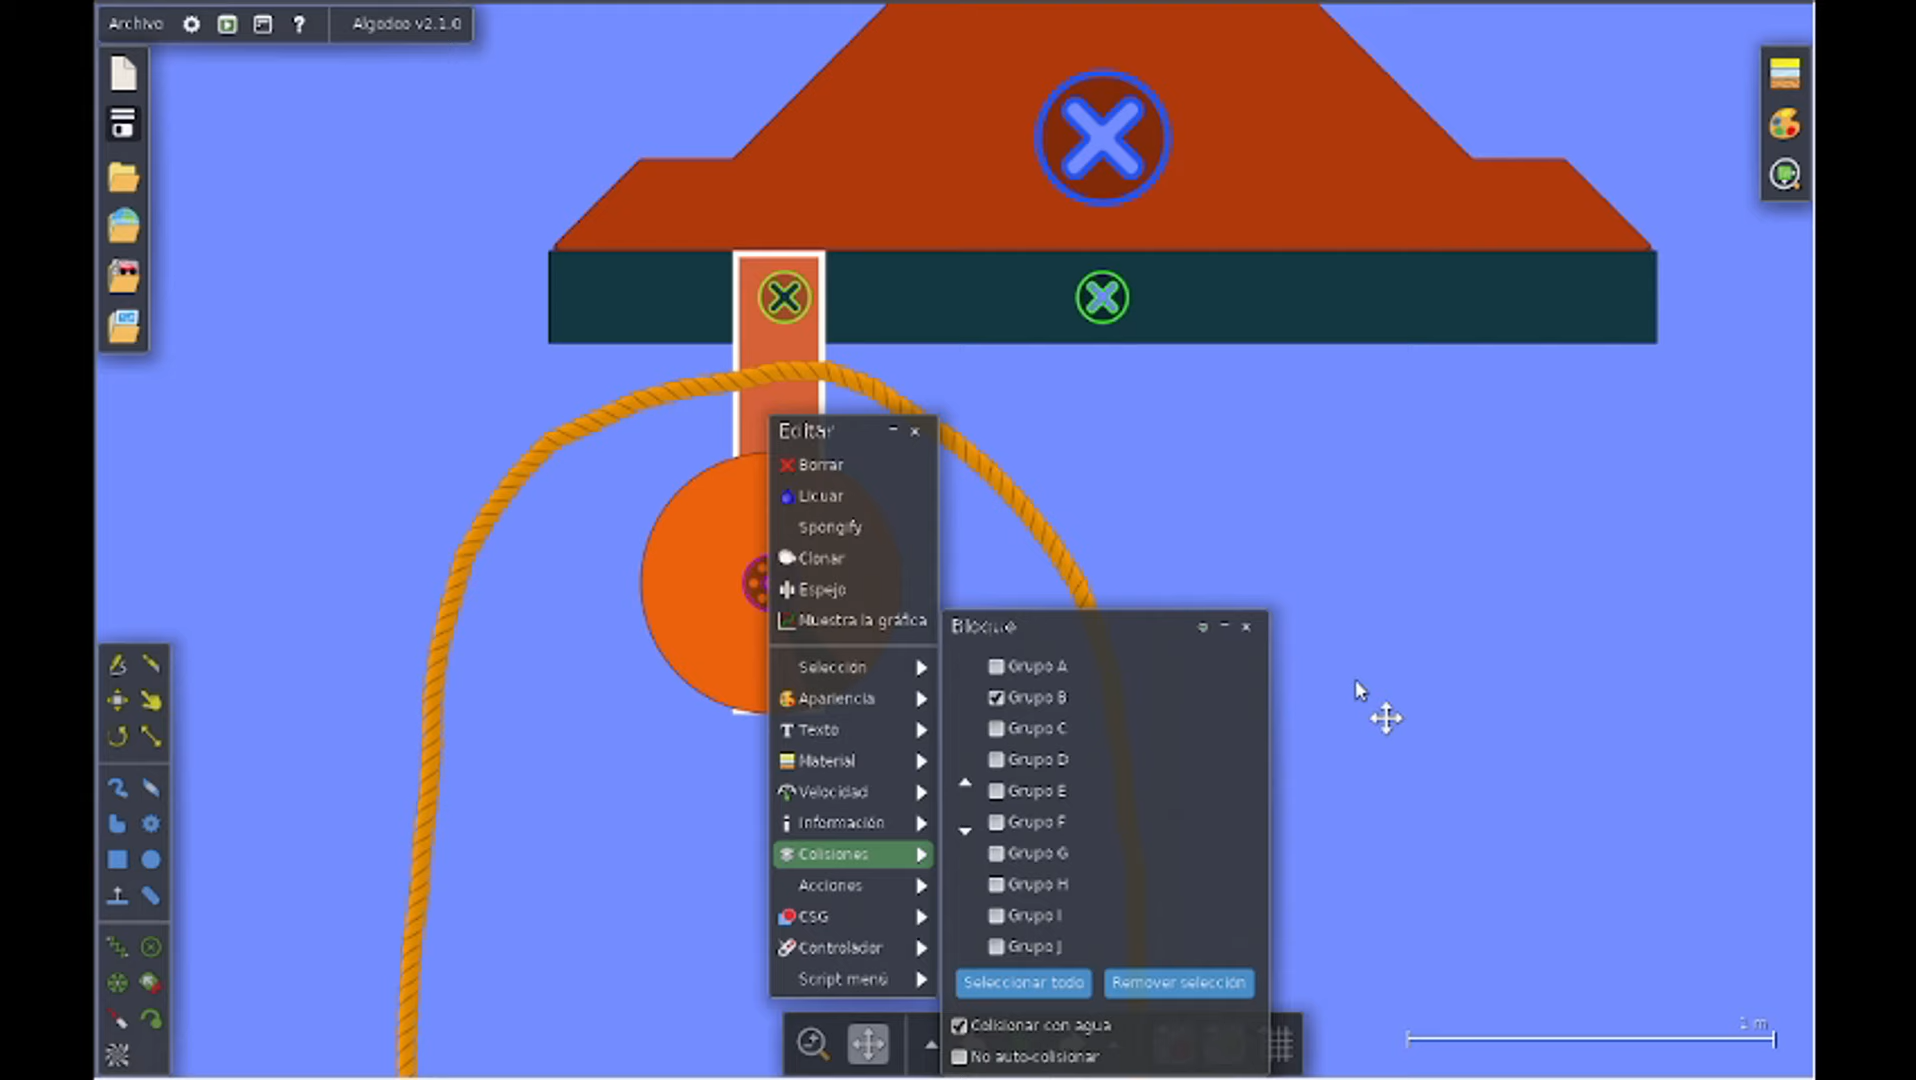 Archivo
?
Algodoo v2.1.0
Editar
Borrar
Licuar
Spongify
Clonar
Espejo
Muestra la gráfica
Selección
Apariencia
Texto
Material
Velocidad
Información
Colisiones
Acciones
CSG
Controlador
Script menú
Bloque
Grupo A
Grupo B
Grupo C
Grupo D
Grupo E
Grupo F
Grupo G
Grupo H
Grupo I
Grupo J
Seleccionar todo
Remover selección
Colisionar con agua
No auto-colisionar
1 m